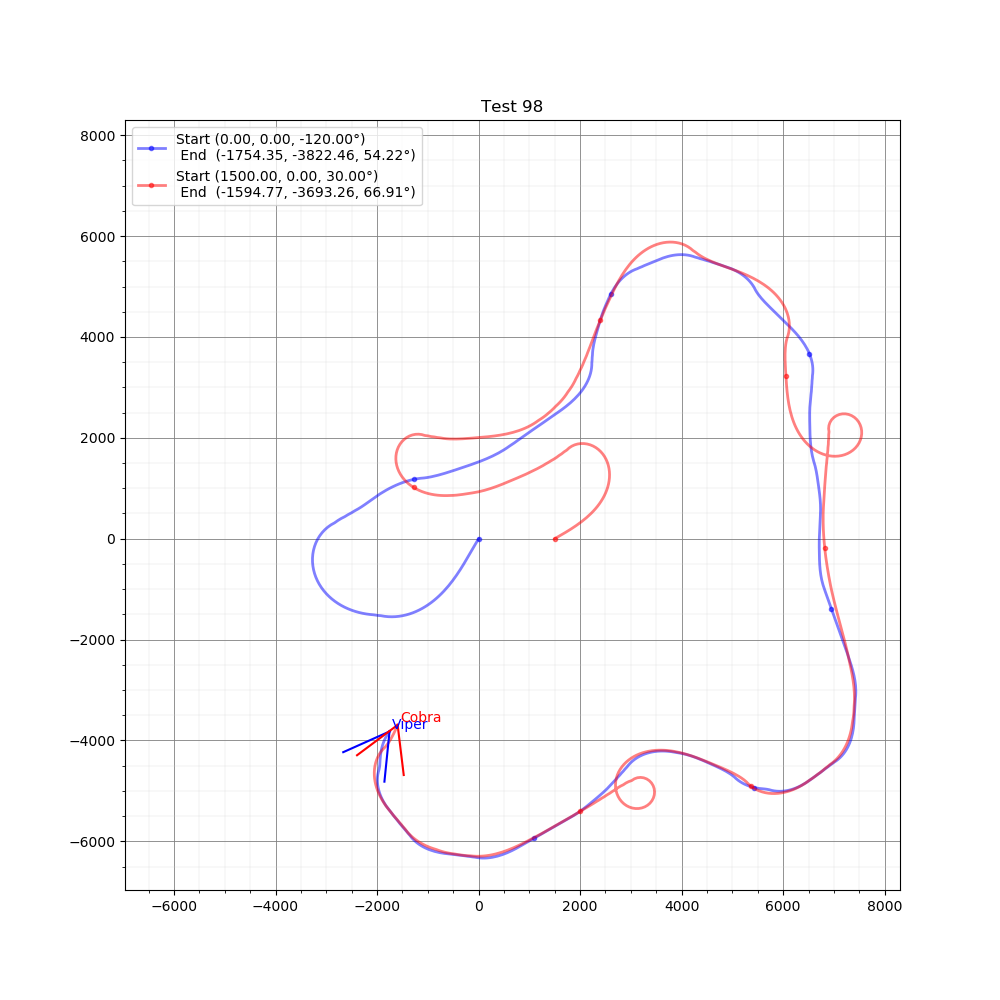 Test 98
Start (0.00, 0.00, -120.00°)
End (-1754.35, -3822.46, 54.22°)
Start (1500.00, 0.00, 30.00°)
End (-1594.77, -3693.26, 66.91°)
8000
6000
4000
2000
0
−2000
−4000
−6000
Cobra
Viper
−6000 −4000 −2000 0 2000 4000 6000 8000